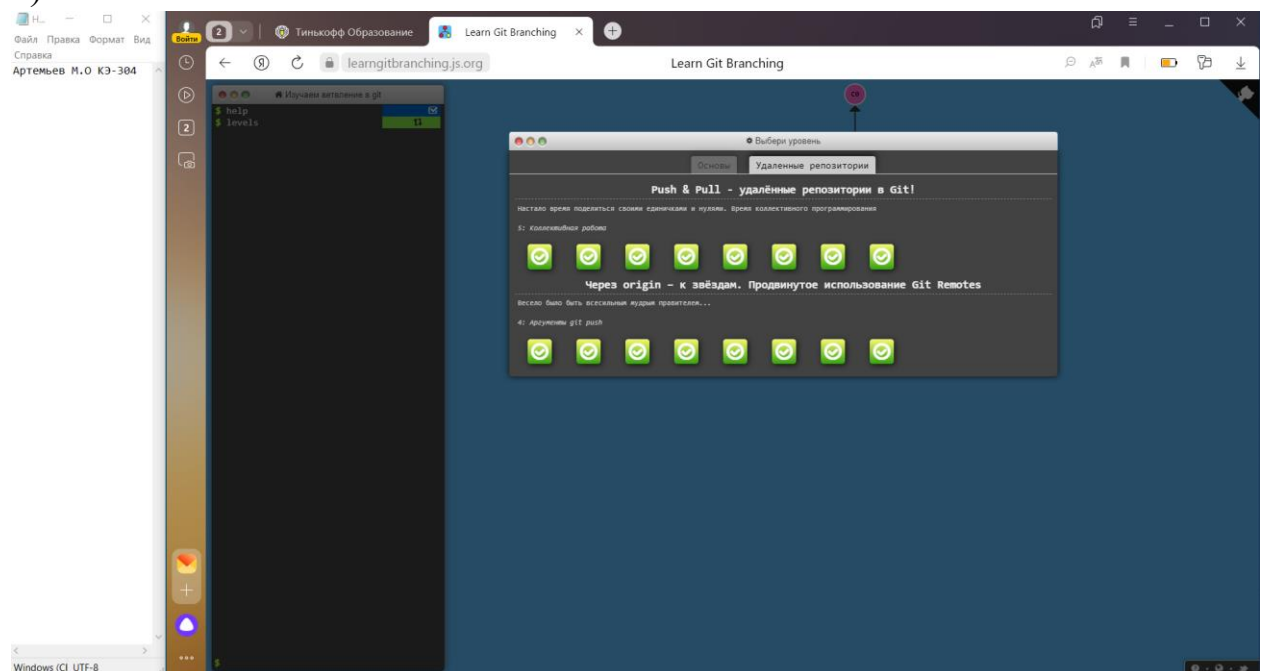 )
Н...
Файл Правка Формат Вид
Справка
Артемьев М.О КЭ-304
Windows (CI UTF-8
Войти
2
Тинькофф Образование
Learn Git Branching
learngitbranching.js.org
Learn Git Branching
2
Изучаем ветвление в git
$ help
$ levels
$
C0
Выбери уровень
Основы
Удаленные репозитории
Push & Pull - удалённые репозитории в Git!
Настало время поделиться своими единичками и нулями. Время коллективного программирования
5: Коллективная работа
Через origin – к звёздам. Продвинутое использование Git Remotes
Весело было быть всесильным мудрым правителем...
4: Аргументы git push